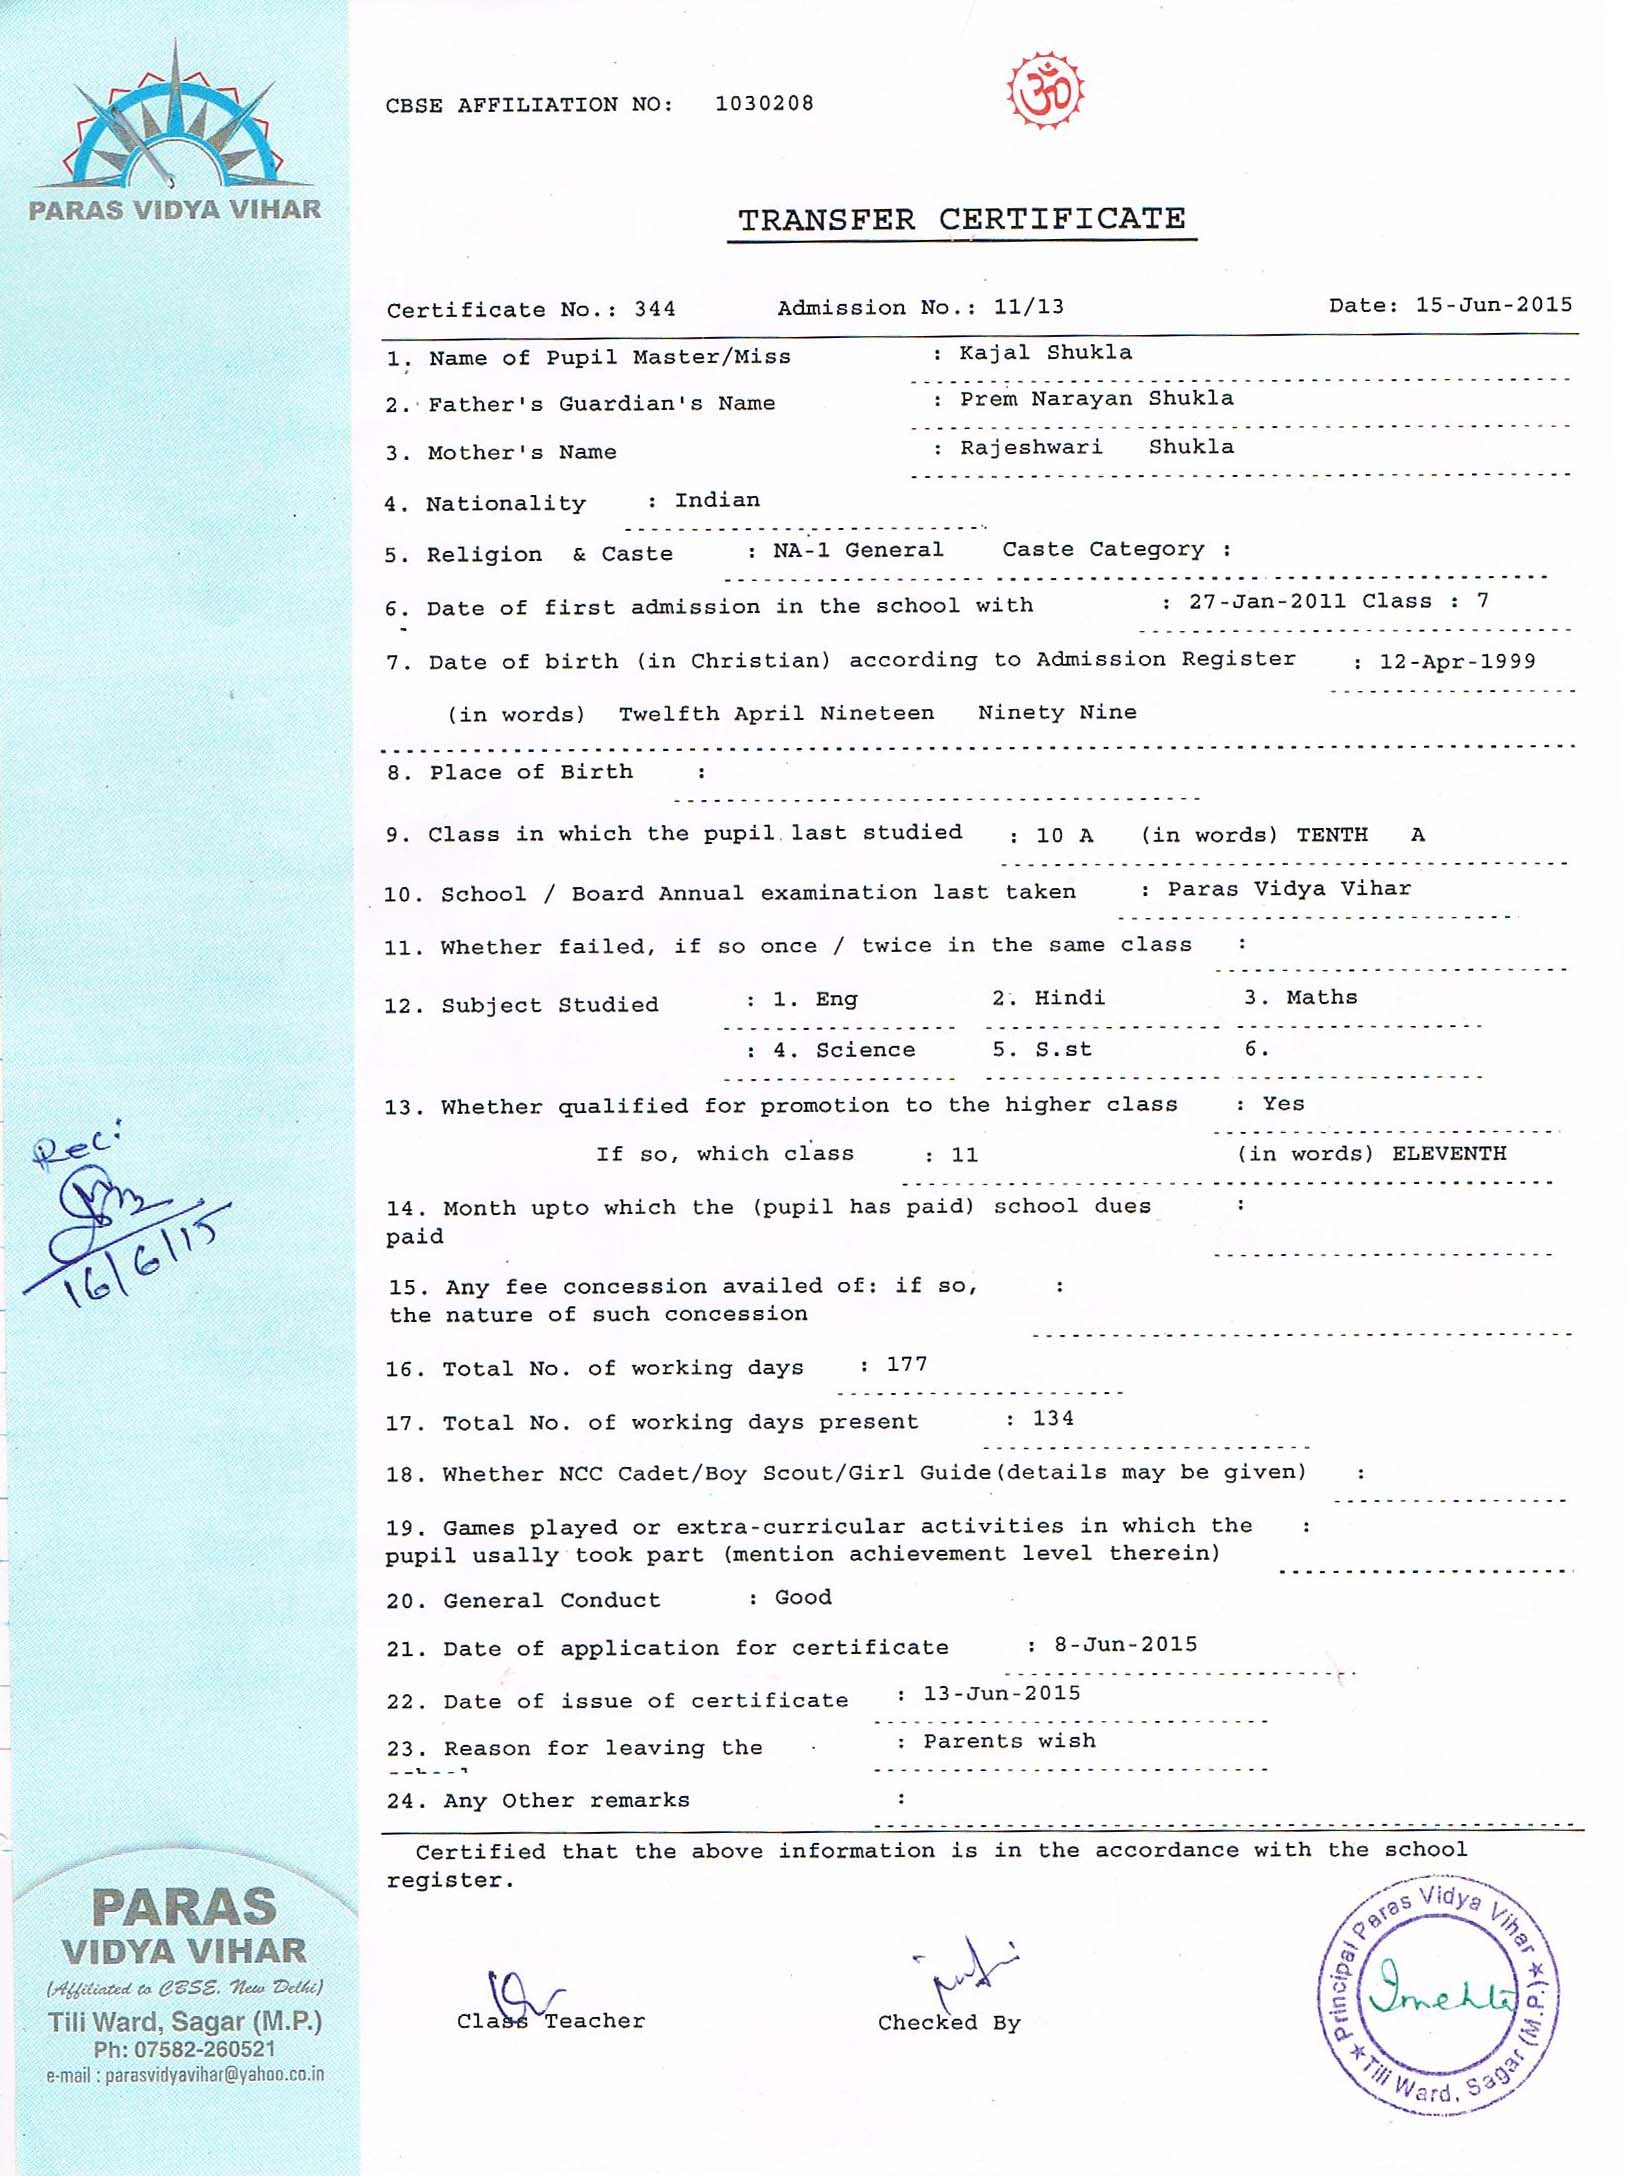 PARAS VIDYA VIHAR
CBSE AFFILIATION NO: 1030208
ॐ
TRANSFER CERTIFICATE
Certificate No.: 344 Admission No.: 11/13 Date: 15-Jun-2015
1. Name of Pupil Master/Miss : Kajal Shukla
2. Father's Guardian's Name : Prem Narayan Shukla
3. Mother's Name : Rajeshwari Shukla
4. Nationality : Indian
5. Religion & Caste : NA-1 General Caste Category :
6. Date of first admission in the school with : 27-Jan-2011 Class : 7
7. Date of birth (in Christian) according to Admission Register : 12-Apr-1999
(in words) Twelfth April Nineteen Ninety Nine
8. Place of Birth :
9. Class in which the pupil last studied : 10 A (in words) TENTH A
10. School / Board Annual examination last taken : Paras Vidya Vihar
11. Whether failed, if so once / twice in the same class :
12. Subject Studied : 1. Eng 2. Hindi 3. Maths
: 4. Science 5. S.st 6.
13. Whether qualified for promotion to the higher class : Yes
If so, which class : 11 (in words) ELEVENTH
14. Month upto which the (pupil has paid) school dues :
paid
15. Any fee concession availed of: if so, :
the nature of such concession
16. Total No. of working days : 177
17. Total No. of working days present : 134
18. Whether NCC Cadet/Boy Scout/Girl Guide(details may be given) :
19. Games played or extra-curricular activities in which the :
pupil usally took part (mention achievement level therein)
20. General Conduct : Good
21. Date of application for certificate : 8-Jun-2015
22. Date of issue of certificate : 13-Jun-2015
23. Reason for leaving the : Parents wish
24. Any Other remarks :
Certified that the above information is in the accordance with the school
register.
Class Teacher
Checked By
Principal Paras Vidya Vihar
Tili Ward, Sagar (M.P.)
Rec:
16/6/15
PARAS
VIDYA VIHAR
(Affiliated to CBSE. New Delhi)
Tili Ward, Sagar (M.P.)
Ph: 07582-260521
e-mail : parasvidyavihar@yahoo.co.in